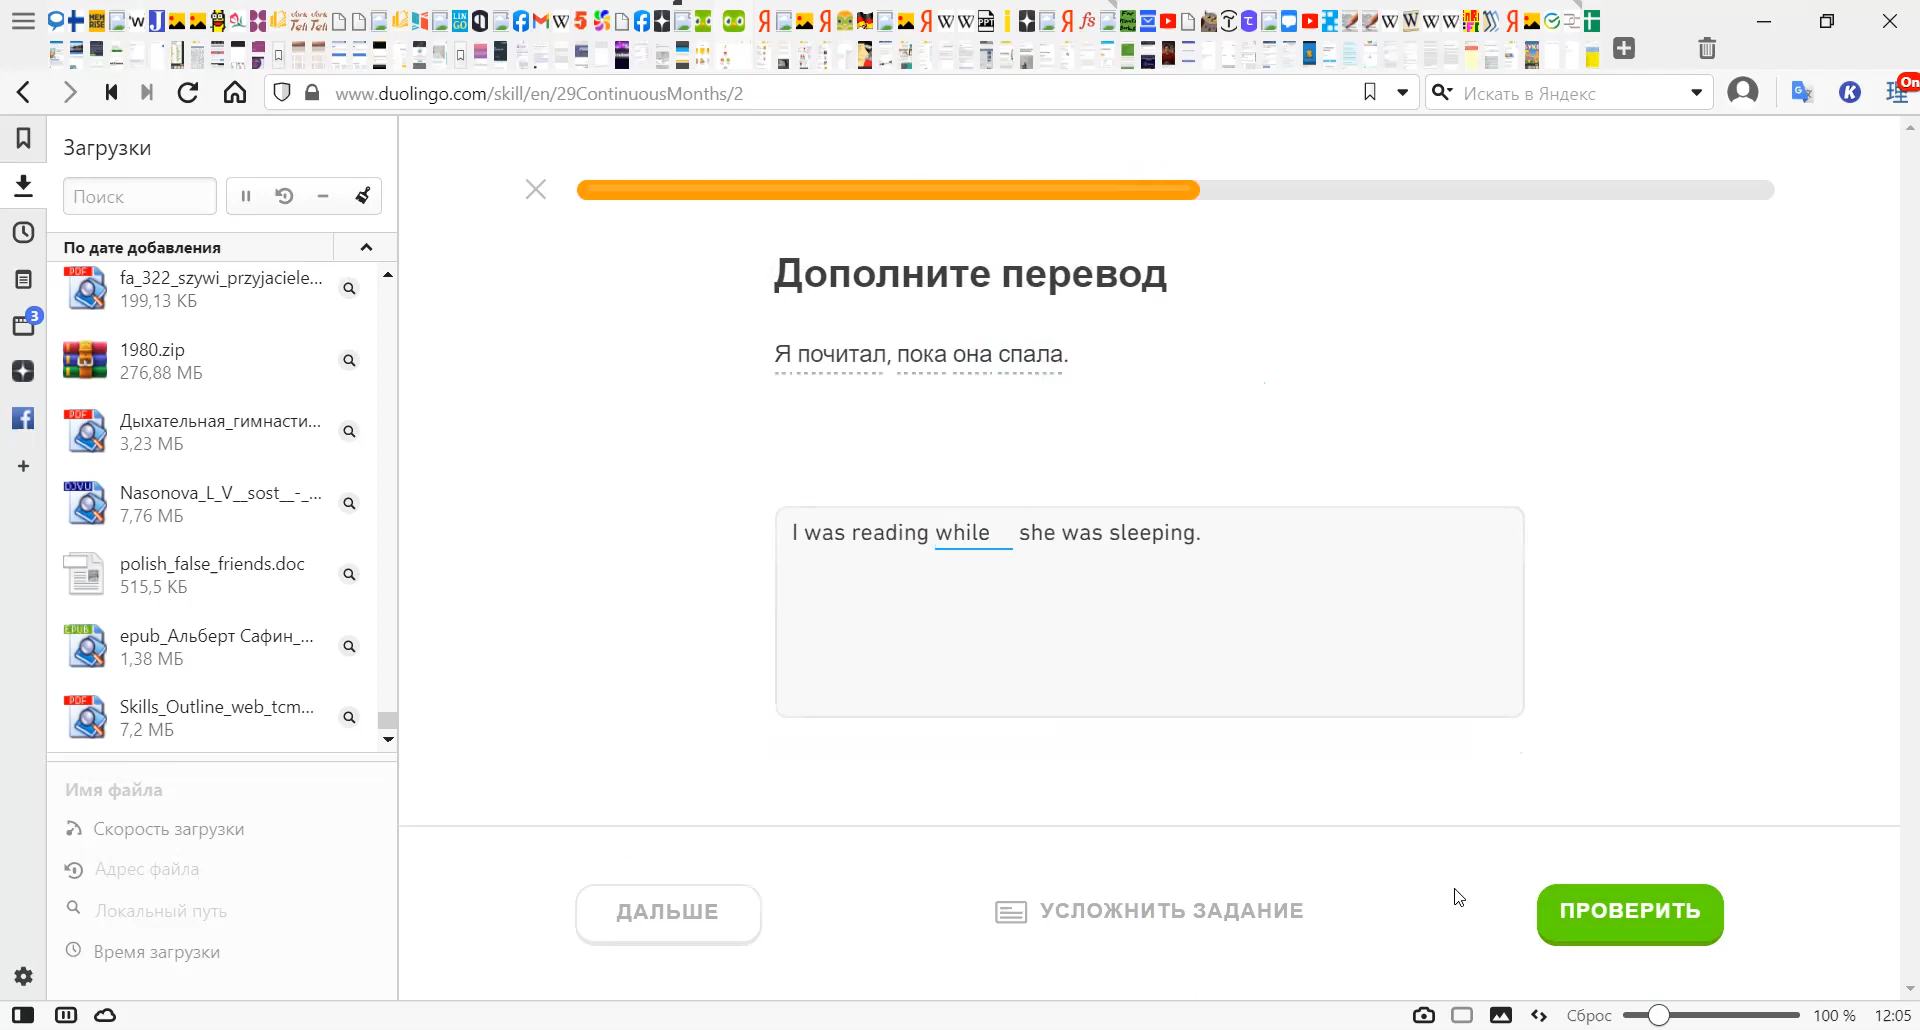 www.duolingo.com/skill/en/29ContinuousMonths/2
Искать в Яндекс
On
Загрузки
Поиск
По дате добавления
fa_322_szywi_przyjaciele...
199,13 КБ
1980.zip
276,88 МБ
Дыхательная_гимнасти...
3,23 МБ
Nasonova_L_V__sost__-_...
7,76 МБ
polish_false_friends.doc
515,5 КБ
epub_Альберт Сафин_...
1,38 МБ
Skills_Outline_web_tcm...
7,2 МБ
3
Имя файла
Скорость загрузки
Адрес файла
Локальный путь
Время загрузки
Дополните перевод
Я почитал, пока она спала.
I was reading while she was sleeping.
ДАЛЬШЕ
УСЛОЖНИТЬ ЗАДАНИЕ
ПРОВЕРИТЬ
Сброс
100 %
12:05